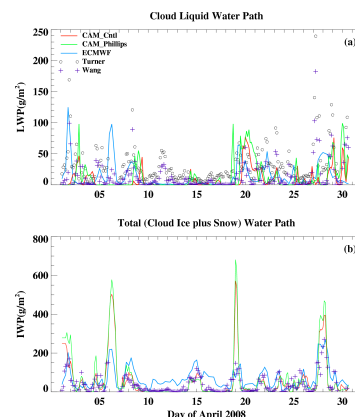 Cloud Liquid Water Path
250
CAM_Cntl
CAM_Phillips
ECMWF
Turner
Wang
(a)
200
150
100
50
0
LWP(g/m²)
05 10 15 20 25 30
Total (Cloud Ice plus Snow) Water Path
800
(b)
600
400
200
0
IWP(g/m²)
05 10 15 20 25 30
Day of April 2008